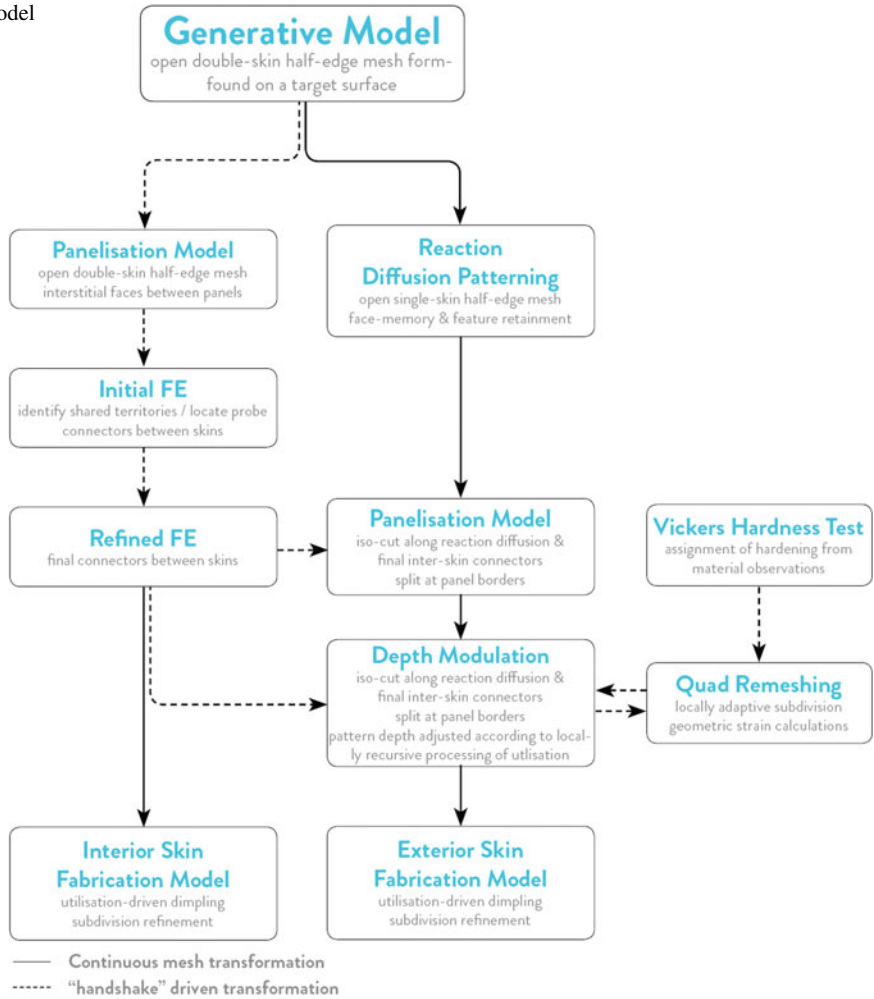 odel
Generative Model
open double-skin half-edge mesh form-
found on a target surface
Panelisation Model
open double-skin half-edge mesh
interstitial faces between panels
Reaction
Diffusion Patterning
open single-skin half-edge mesh
face-memory & feature retainment
Initial FE
identify shared territories / locate probe
connectors between skins
Refined FE
final connectors between skins
Panelisation Model
iso-cut along reaction diffusion &
final inter-skin connectors
split at panel borders
Vickers Hardness Test
assignment of hardening from
material observations
Depth Modulation
iso-cut along reaction diffusion &
final inter-skin connectors
split at panel borders
pattern depth adjusted according to local-
ly recursive processing of utlisation
Quad Remeshing
locally adaptive subdivision
geometric strain calculations
Interior Skin
Fabrication Model
utilisation-driven dimpling
subdivision refinement
Exterior Skin
Fabrication Model
utilisation-driven dimpling
subdivision refinement
Continuous mesh transformation
"handshake" driven transformation